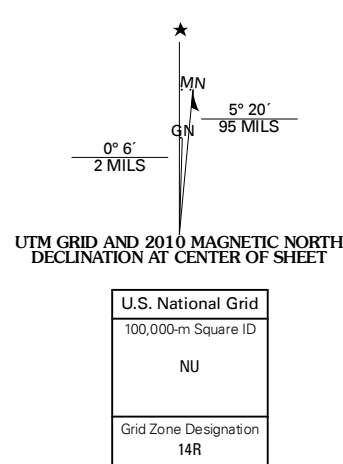 ★
MN
5° 20´
95 MILS
GN
0° 6´
2 MILS
UTM GRID AND 2010 MAGNETIC NORTH
DECLINATION AT CENTER OF SHEET
U.S. National Grid
100,000-m Square ID
NU
Grid Zone Designation
14R